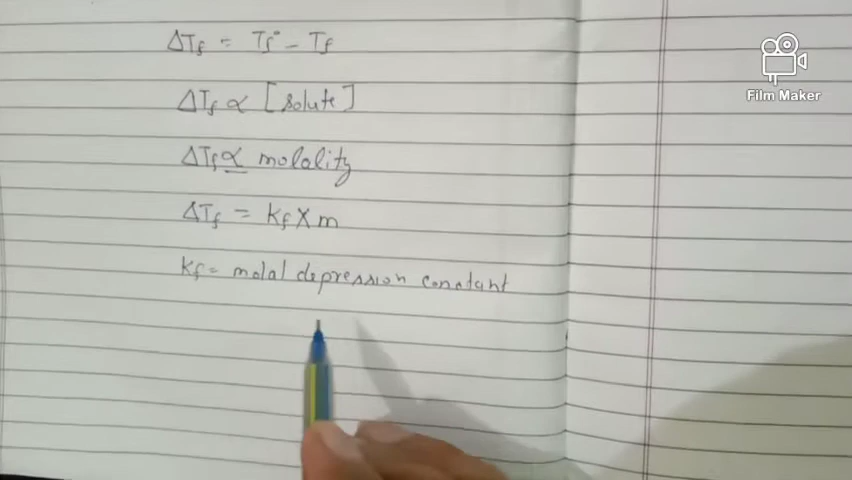 ΔTf = Tf° - Tf
Film Maker
ΔTf ∝ [solute]
ΔTf ∝ molality
ΔTf = Kf × m
Kf = molal depression constant